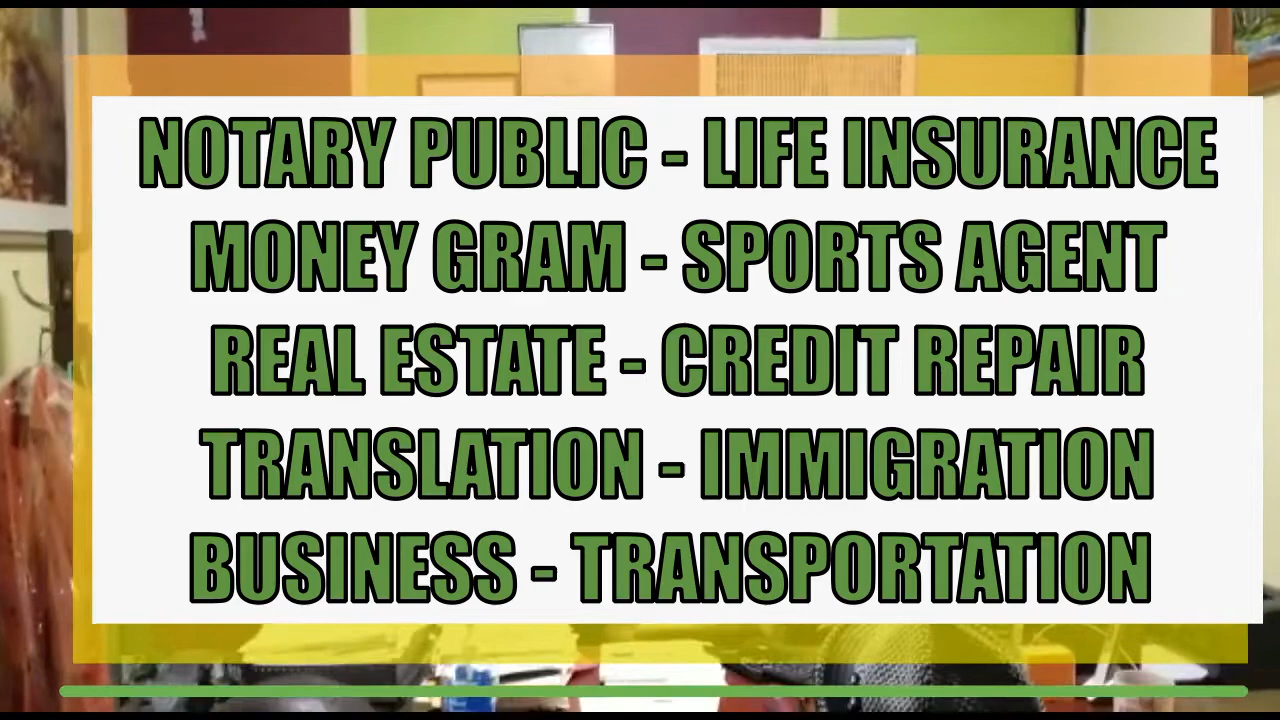 NOTARY PUBLIC - LIFE INSURANCE
MONEY GRAM - SPORTS AGENT
REAL ESTATE - CREDIT REPAIR
TRANSLATION - IMMIGRATION
BUSINESS - TRANSPORTATION